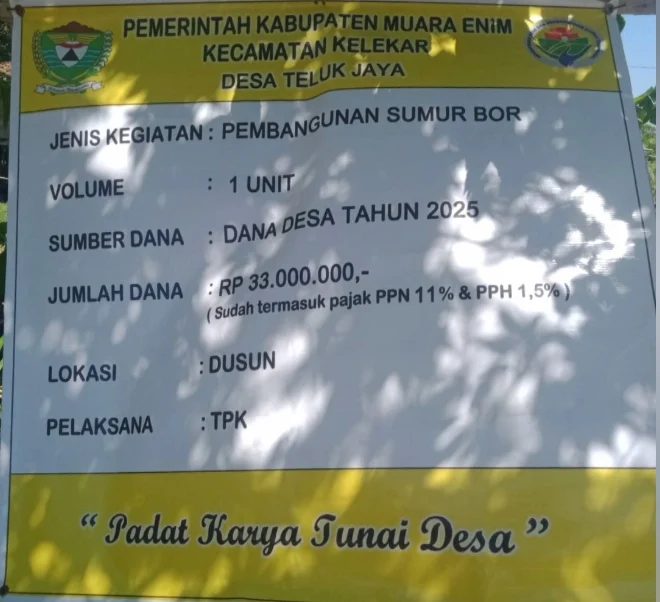 PEMERINTAH KABUPATEN MUARA ENIM
KECAMATAN KELEKAR
DESA TELUK JAYA
JENIS KEGIATAN : PEMBANGUNAN SUMUR BOR
VOLUME : 1 UNIT
SUMBER DANA : DANA DESA TAHUN 2025
JUMLAH DANA : RP 33.000.000,-
( Sudah termasuk pajak PPN 11% & PPH 1,5% )
LOKASI : DUSUN
PELAKSANA : TPK
“ Padat Karya Tunai Desa ”